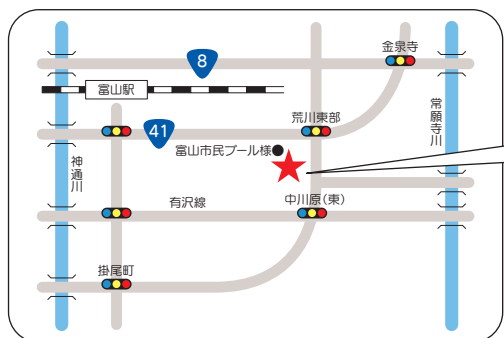 金泉寺
8
富山駅
荒川東部
41
富山市民プール様
常願寺川
神通川
有沢線
中川原(東)
掛尾町